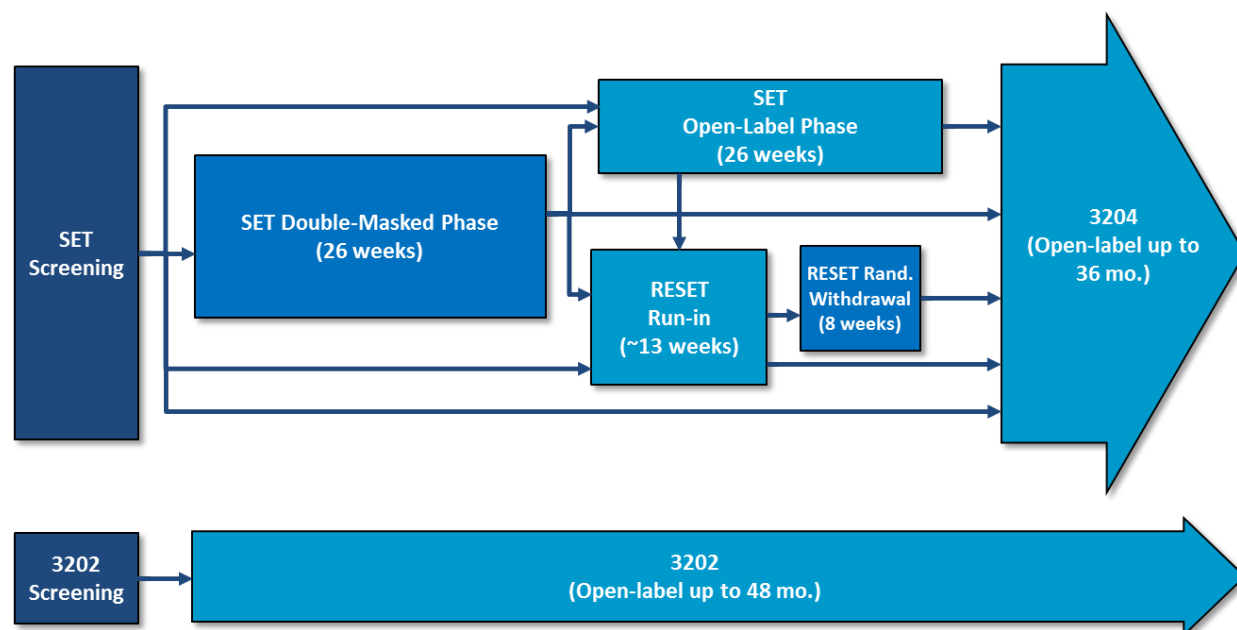 SET
Screening
SET Double-Masked Phase
(26 weeks)
SET
Open-Label Phase
(26 weeks)
RESET
Run-in
(~13 weeks)
RESET Rand.
Withdrawal
(8 weeks)
3204
(Open-label up to
36 mo.)
3202
Screening
3202
(Open-label up to 48 mo.)